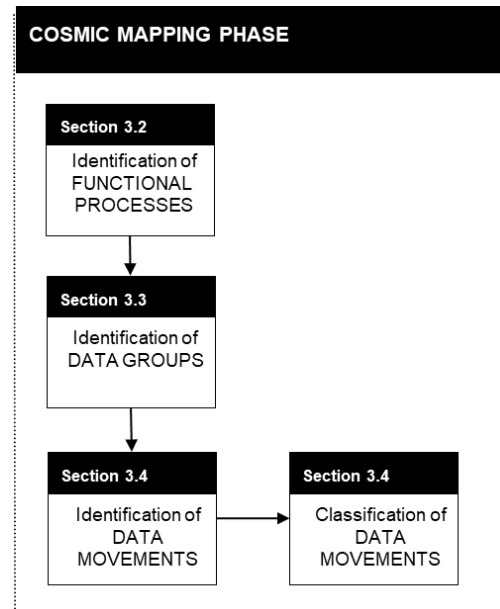 COSMIC MAPPING PHASE
Section 3.2
Identification of
FUNCTIONAL
PROCESSES
Section 3.3
Identification of
DATA GROUPS
Section 3.4
Identification of
DATA
MOVEMENTS
Section 3.4
Classification of
DATA
MOVEMENTS